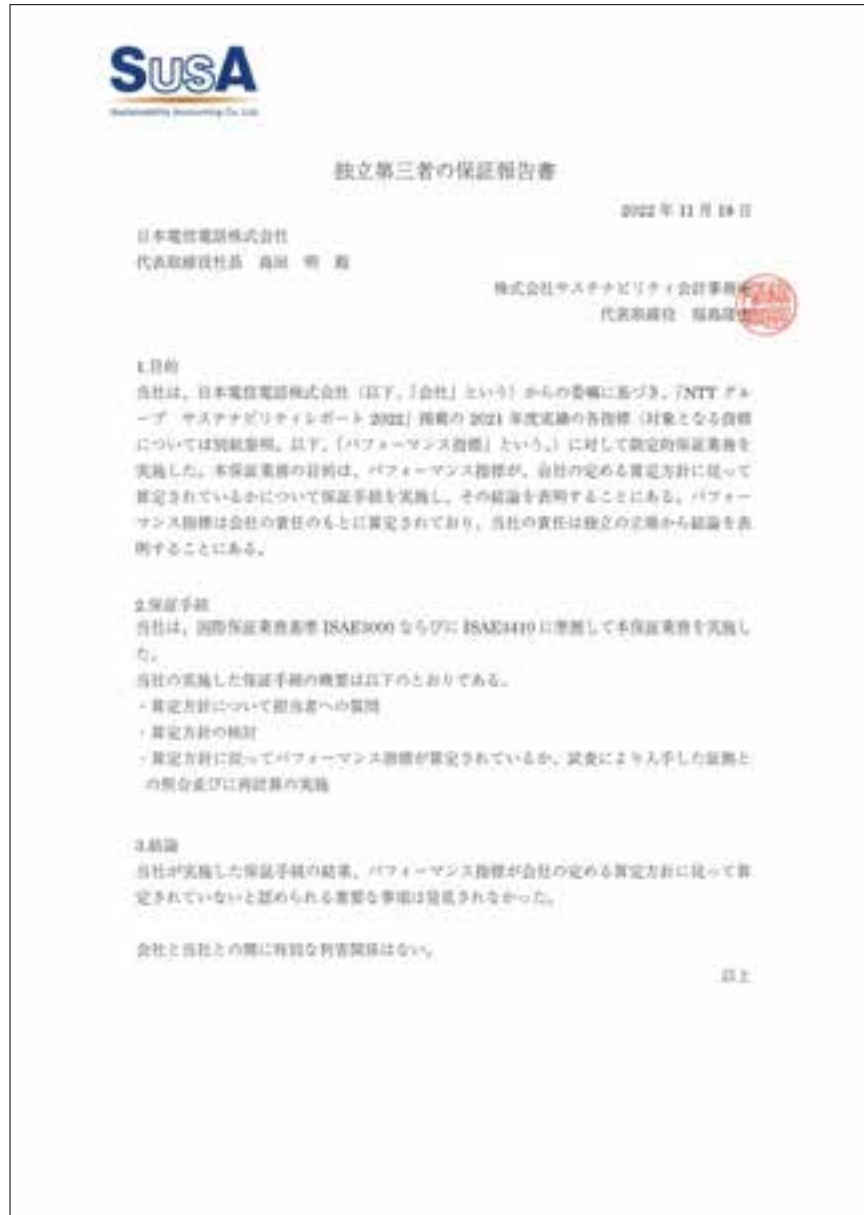 SUSA
Sustainability Accounting Co., Ltd.
独立第三者の保証報告書
2022 年 11 月 18 日
日本電信電話株式会社
代表取締役社長 島田 明 殿
株式会社サステナビリティ会計事務所
代表取締役 福島隆史
1.目的
当社は、日本電信電話株式会社(以下、「会社」という)からの委嘱に基づき、「NTT グル
ープ サステナビリティレポート 2022」掲載の 2021 年度実績の各指標(対象となる指標
については別紙参照。以下、「パフォーマンス指標」という。)に対して限定的保証業務を
実施した。本保証業務の目的は、パフォーマンス指標が、会社の定める算定方針に従って
算定されているかについて保証手続を実施し、その結論を表明することにある。パフォー
マンス指標は会社の責任のもとに算定されており、当社の責任は独立の立場から結論を表
明することにある。
2.保証手続
当社は、国際保証業務基準 ISAE3000 ならびに ISAE3410 に準拠して本保証業務を実施し
た。
当社の実施した保証手続の概要は以下のとおりである。
・算定方針について担当者への質問
・算定方針の検討
・算定方針に従ってパフォーマンス指標が算定されているか、試査により入手した証拠と
の照合並びに再計算の実施
3.結論
当社が実施した保証手続の結果、パフォーマンス指標が会社の定める算定方針に従って算
定されていないと認められる重要な事項は発見されなかった。
会社と当社との間に特別な利害関係はない。
以上